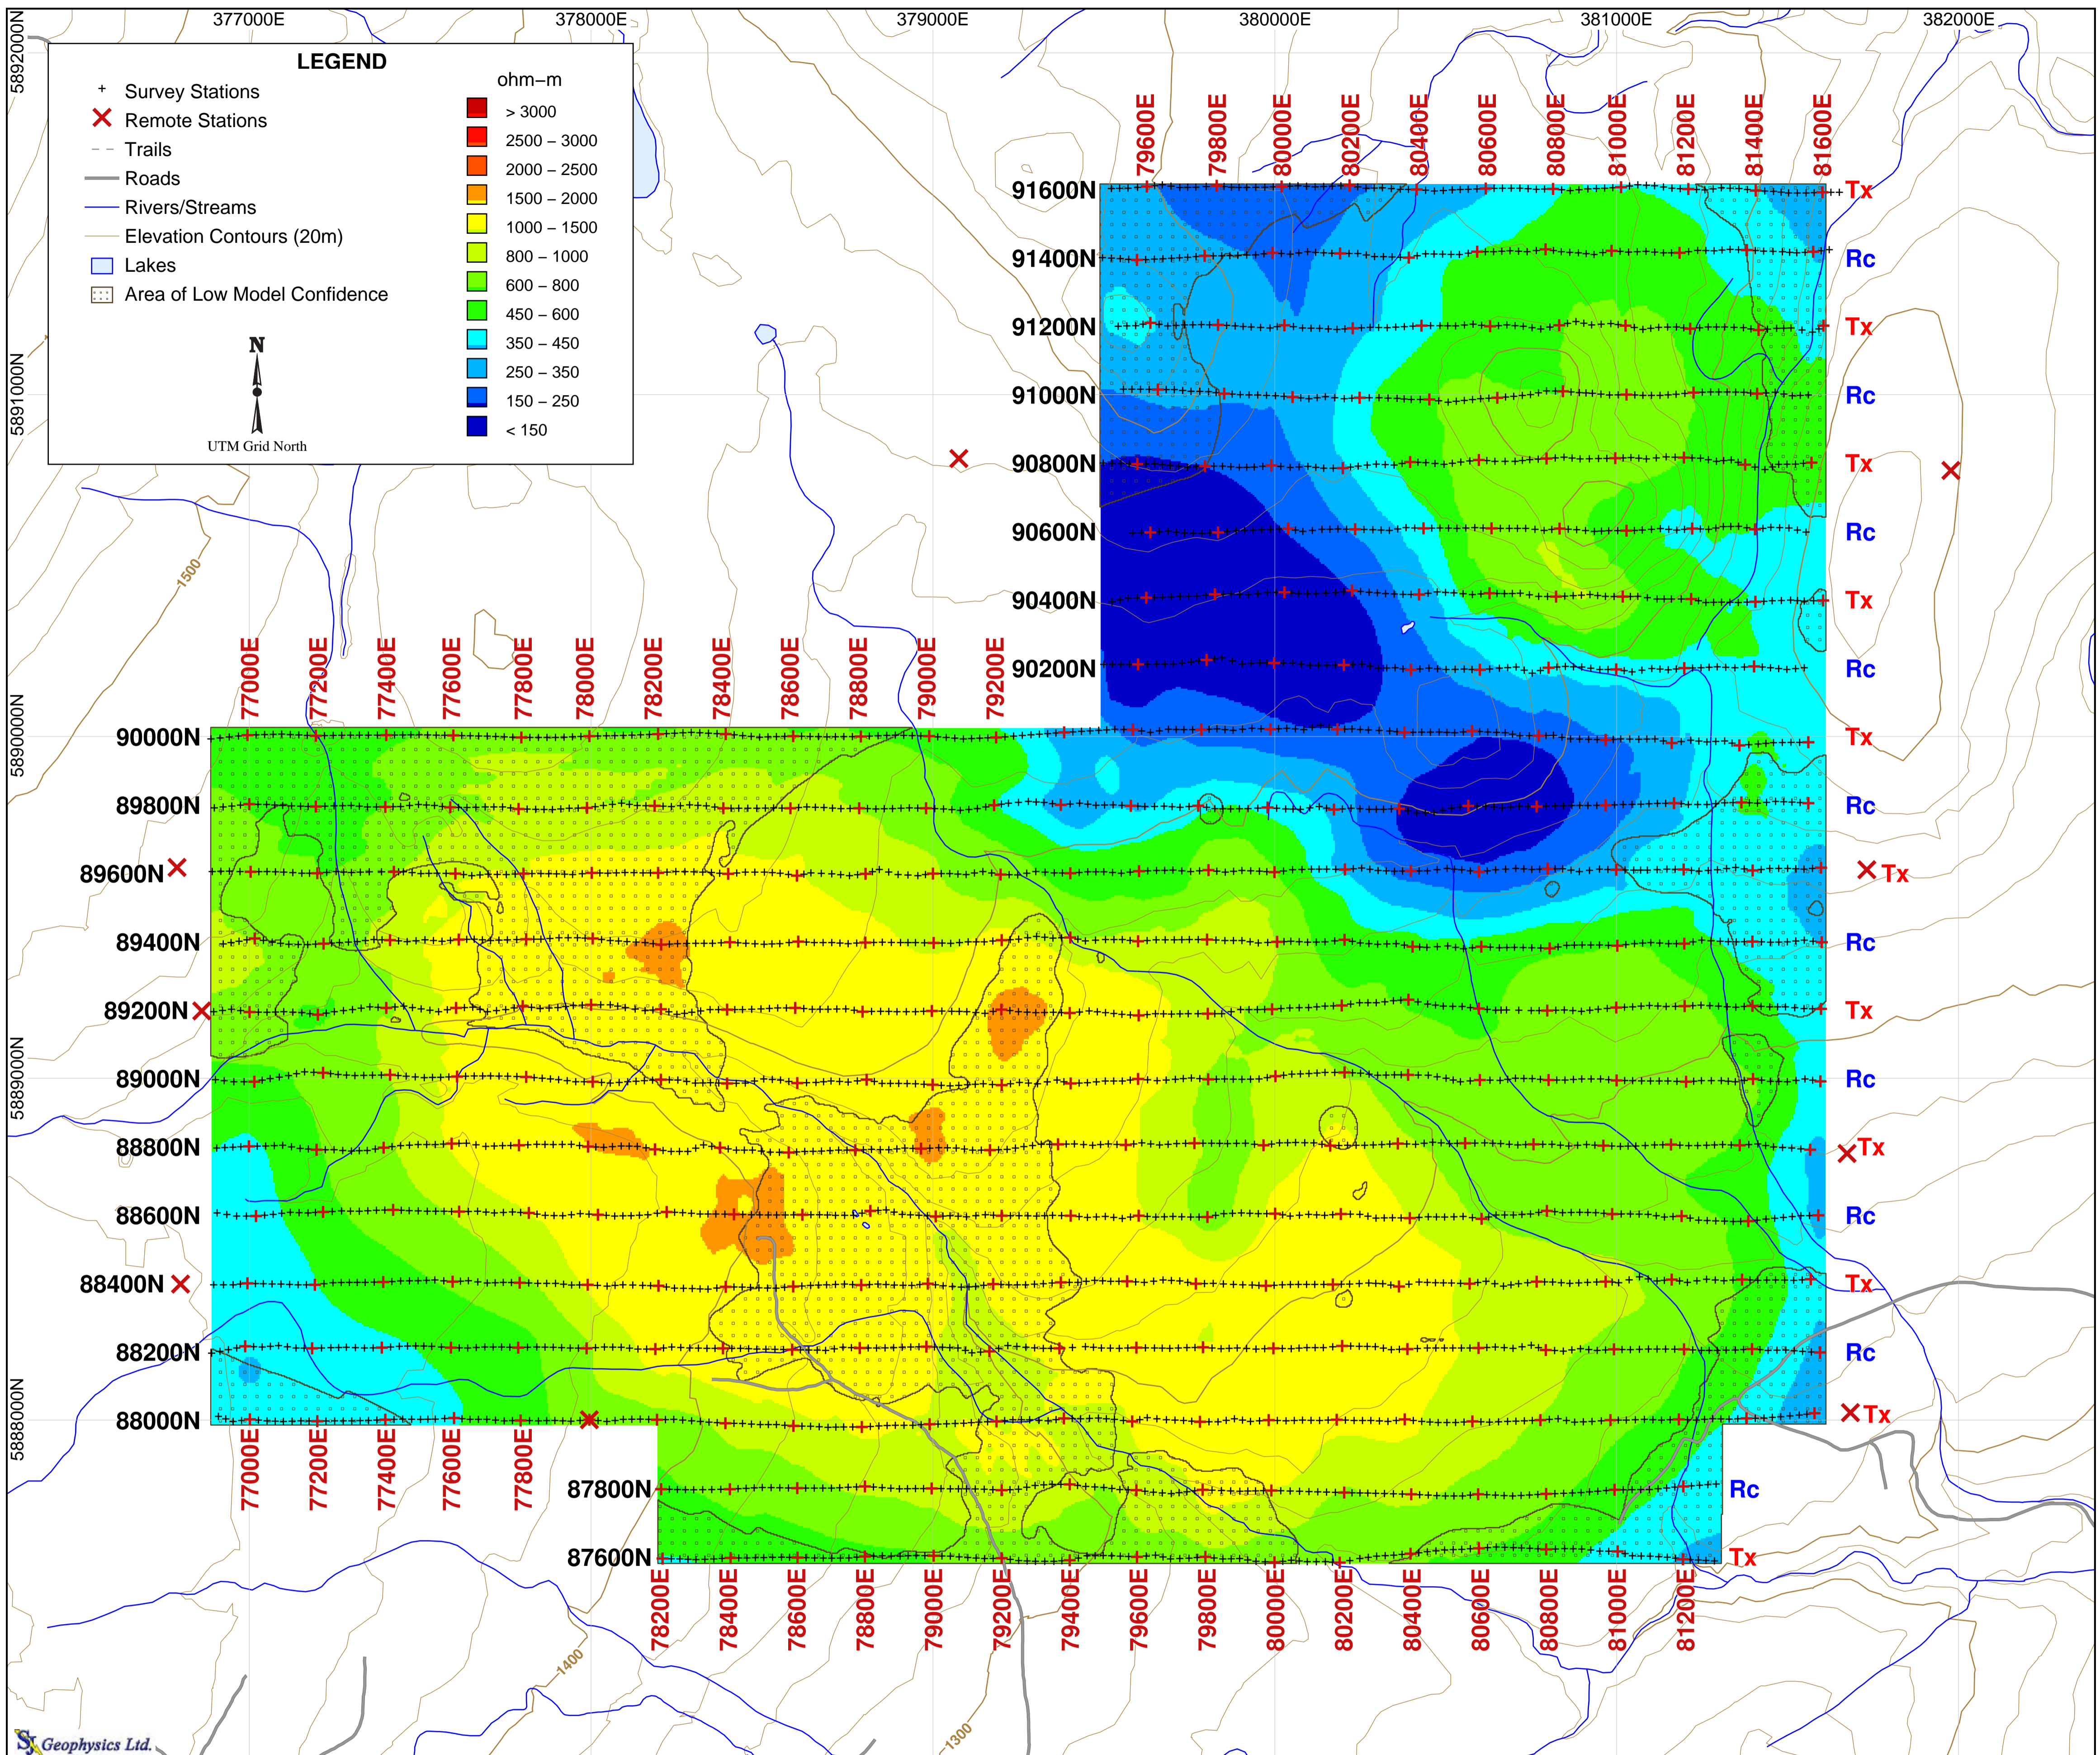 377000E 378000E 379000E 380000E 381000E 382000E
5892000N
5891000N
5890000N
5889000N
5888000N
LEGEND
Survey Stations
Remote Stations
Trails
Roads
Rivers/Streams
Elevation Contours (20m)
Lakes
Area of Low Model Confidence
N
UTM Grid North
ohm-m
> 3000
2500 - 3000
2000 - 2500
1500 - 2000
1000 - 1500
800 - 1000
600 - 800
450 - 600
350 - 450
250 - 350
150 - 250
< 150
79600E 79800E 80000E 80200E 80400E 80600E 80800E 81000E 81200E 81400E 81600E
91600N Tx
91400N Rc
91200N Tx
91000N Rc
90800N Tx
90600N Rc
90400N Tx
90200N Rc
1500
77000E 77200E 77400E 77600E 77800E 78000E 78200E 78400E 78600E 78800E 79000E 79200E
90000N Tx
89800N Rc
89600N Tx
89400N Rc
89200N Tx
89000N Rc
88800N Tx
88600N Rc
88400N Tx
88200N Rc
88000N Tx
77000E 77200E 77400E 77600E 77800E
87800N Rc
87600N Tx
78200E 78400E 78600E 78800E 79000E 79200E 79400E 79600E 79800E 80000E 80200E 80400E 80600E 80800E 81000E 81200E
1400
1300
SJ Geophysics Ltd.